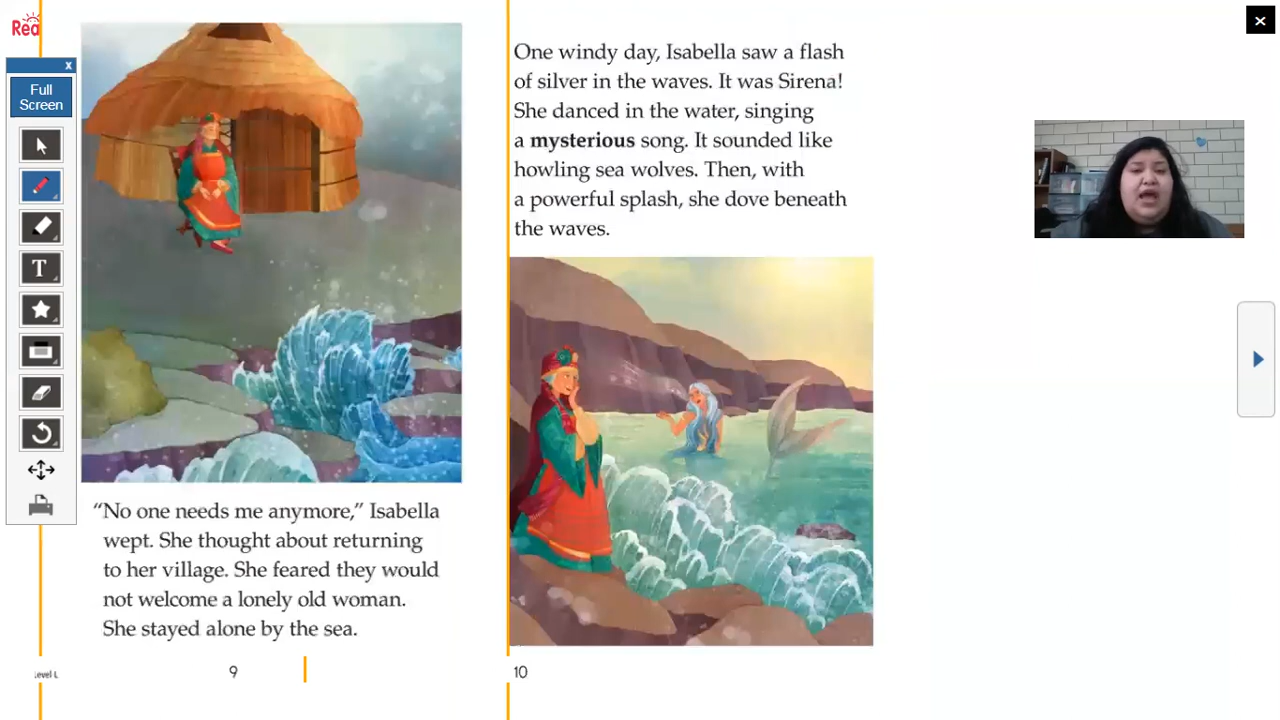 Rea
x
Full
Screen
T
“No one needs me anymore,” Isabella
wept. She thought about returning
to her village. She feared they would
not welcome a lonely old woman.
She stayed alone by the sea.
Level L
9
One windy day, Isabella saw a flash
of silver in the waves. It was Sirena!
She danced in the water, singing
a mysterious song. It sounded like
howling sea wolves. Then, with
a powerful splash, she dove beneath
the waves.
10